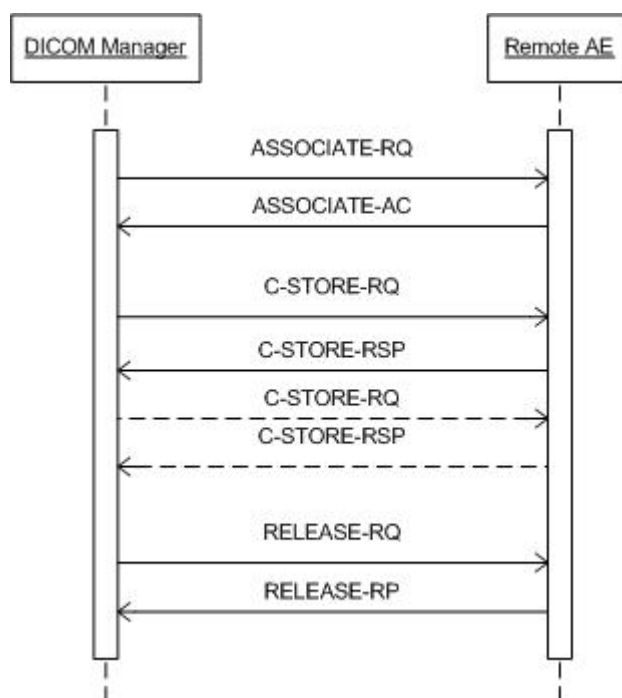 DICOM Manager
Remote AE
ASSOCIATE-RQ
ASSOCIATE-AC
C-STORE-RQ
C-STORE-RSP
C-STORE-RQ
C-STORE-RSP
RELEASE-RQ
RELEASE-RP